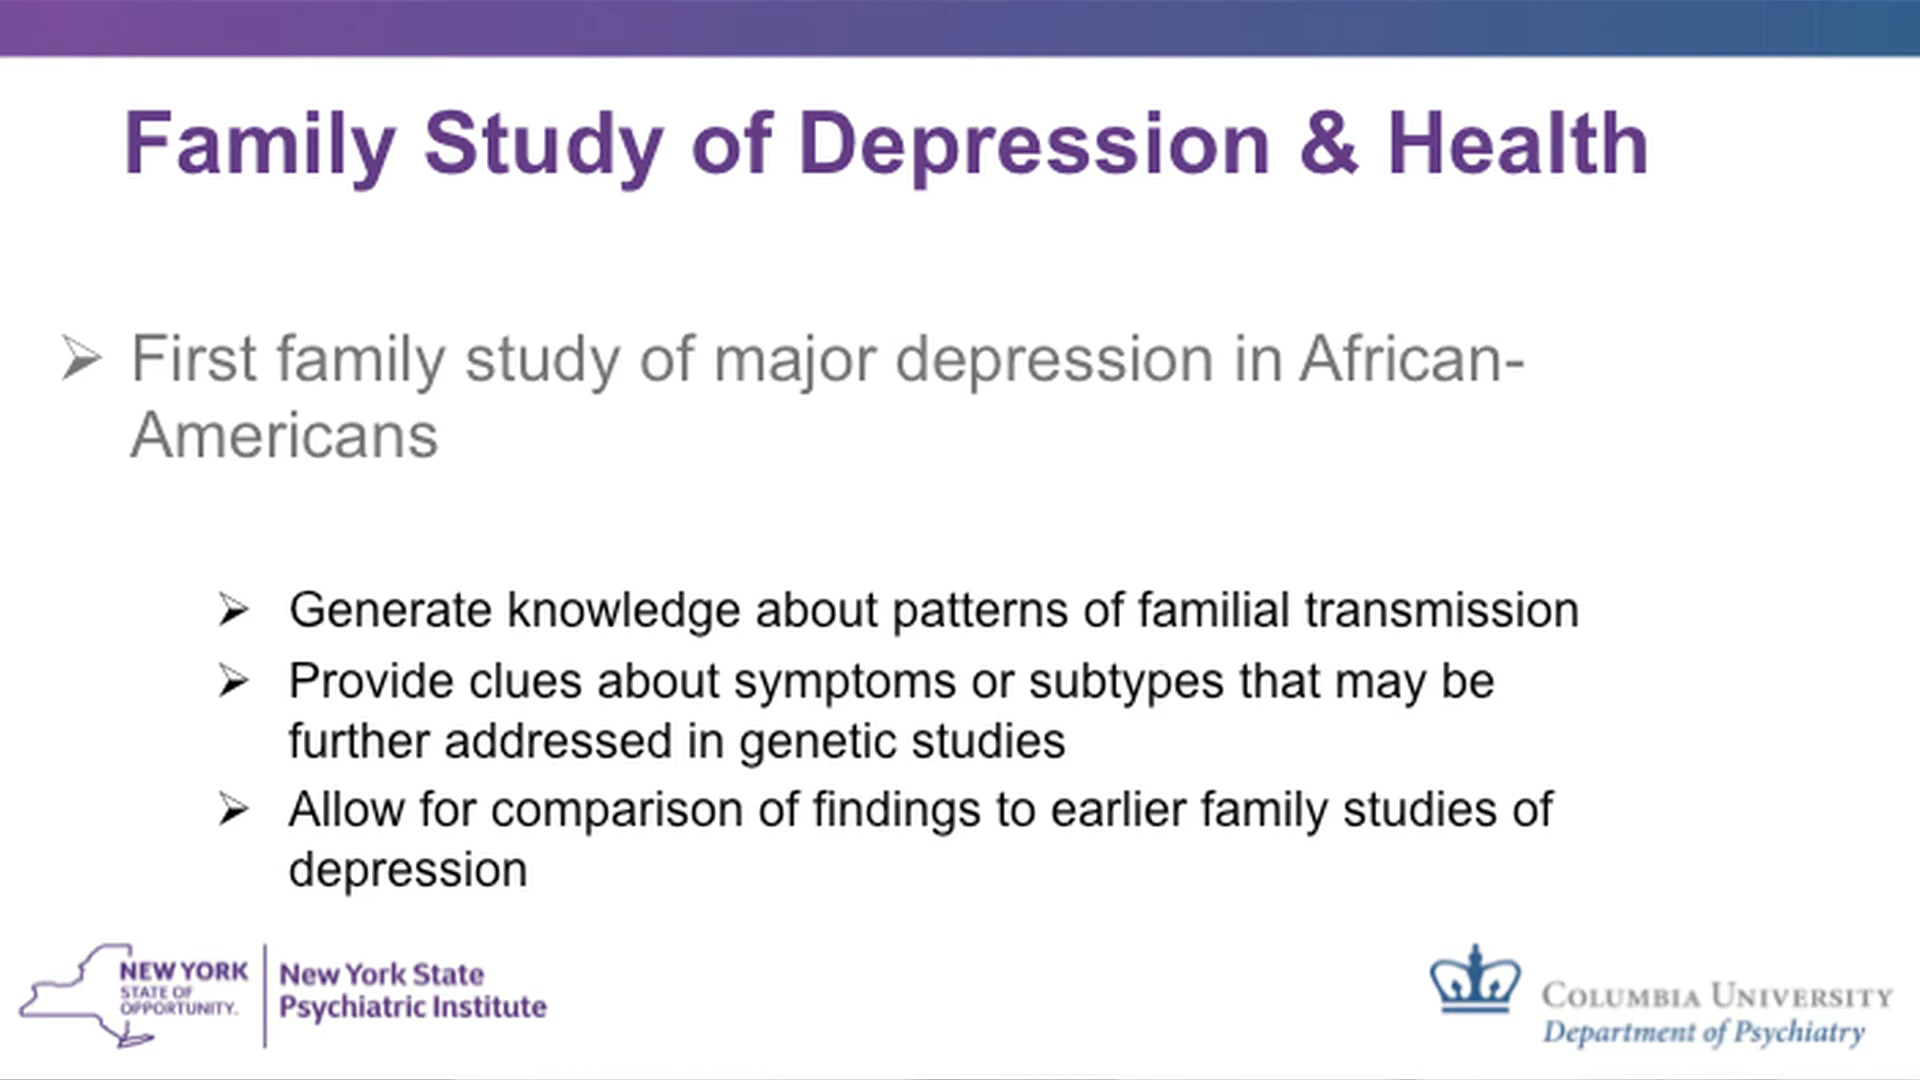 Family Study of Depression & Health
First family study of major depression in African-
Americans
Generate knowledge about patterns of familial transmission
Provide clues about symptoms or subtypes that may be
further addressed in genetic studies
Allow for comparison of findings to earlier family studies of
depression
NEW YORK
STATE OF
OPPORTUNITY.
New York State
Psychiatric Institute
COLUMBIA UNIVERSITY
Department of Psychiatry